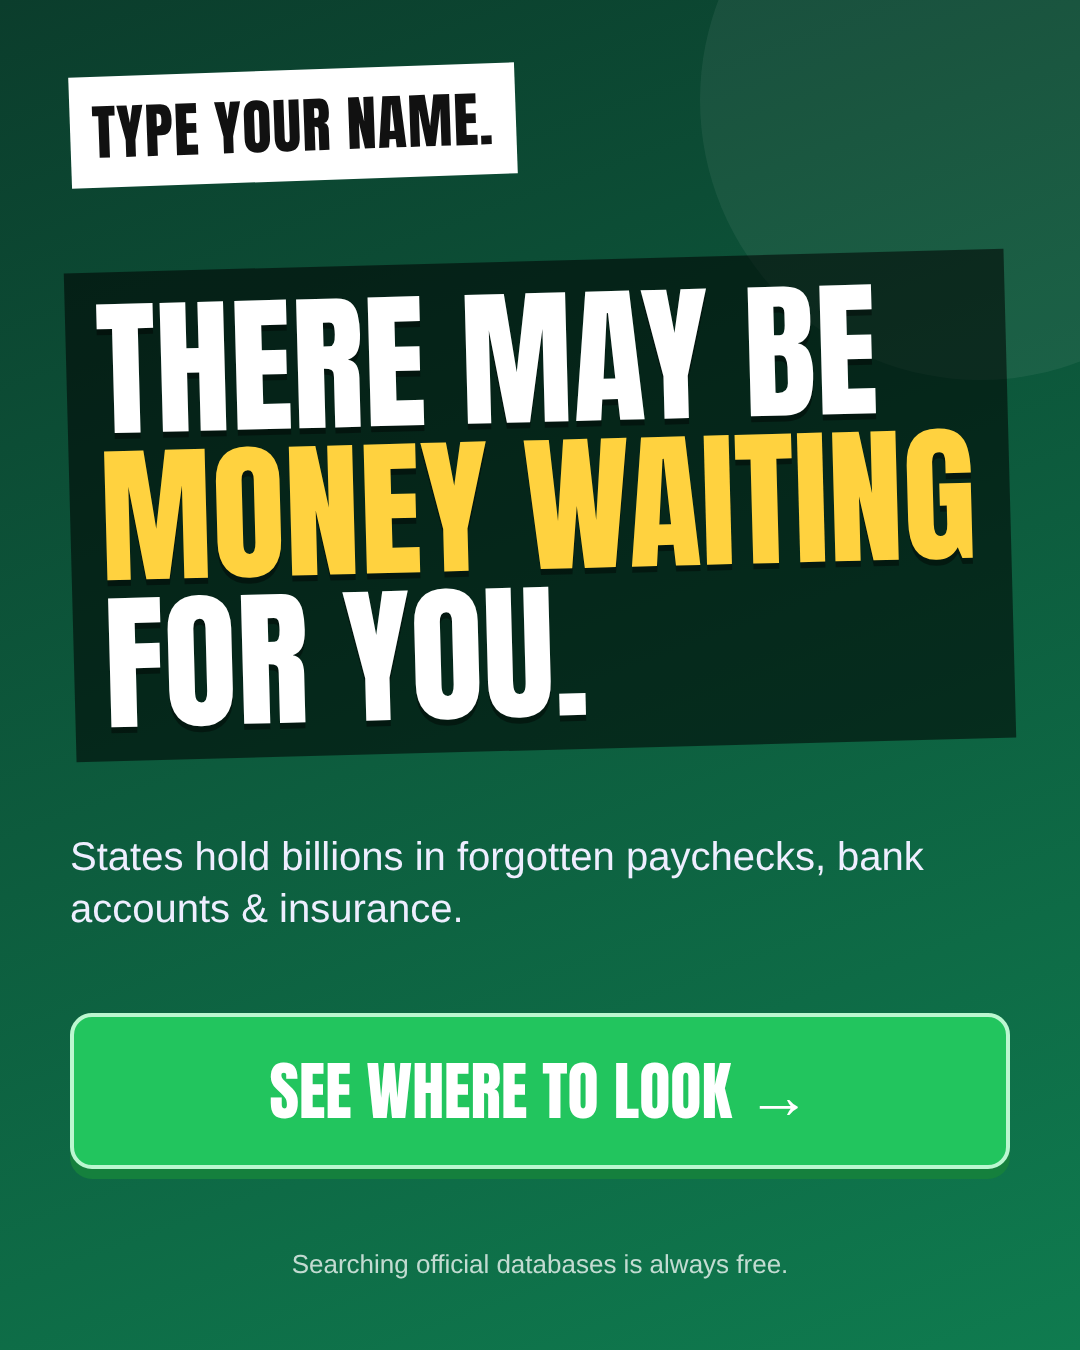 TYPE YOUR NAME.
THERE MAY BE
MONEY WAITING
FOR YOU.
States hold billions in forgotten paychecks, bank
accounts & insurance.
SEE WHERE TO LOOK →
Searching official databases is always free.